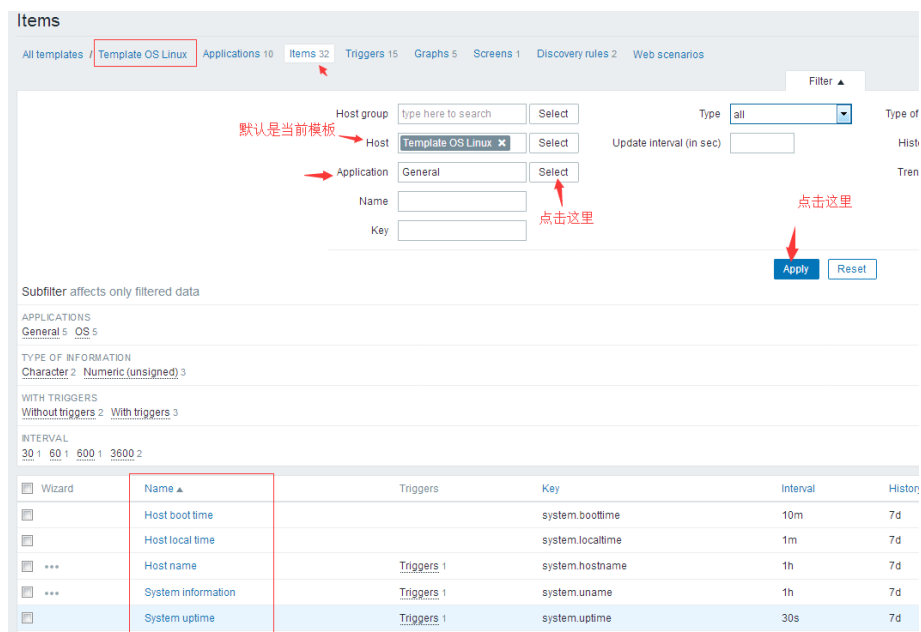 Items
All templates / Template OS Linux Applications 10 Items 32 Triggers 15 Graphs 5 Screens 1 Discovery rules 2 Web scenarios
Filter ▲
Host group type here to search Select Type all Type of
默认是当前模板 Host Template OS Linux ✖ Select Update interval (in sec) Histo
Application General Select Tren
Name 点击这里 点击这里
Key
Apply Reset
Subfilter affects only filtered data
APPLICATIONS
General 5 OS 5
TYPE OF INFORMATION
Character 2 Numeric (unsigned) 3
WITH TRIGGERS
Without triggers 2 With triggers 3
INTERVAL
30 1 60 1 600 1 3600 2
Wizard Name ▲ Triggers Key Interval History
Host boot time system.boottime 10m 7d
Host local time system.localtime 1m 7d
••• Host name Triggers 1 system.hostname 1h 7d
••• System information Triggers 1 system.uname 1h 7d
System uptime Triggers 1 system.uptime 30s 7d